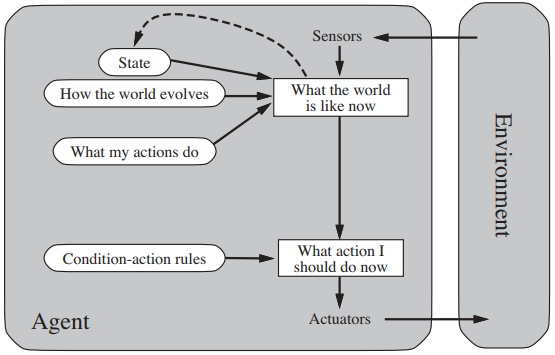 Sensors
State
How the world evolves
What the world
is like now
What my actions do
Environment
Condition-action rules
What action I
should do now
Agent
Actuators